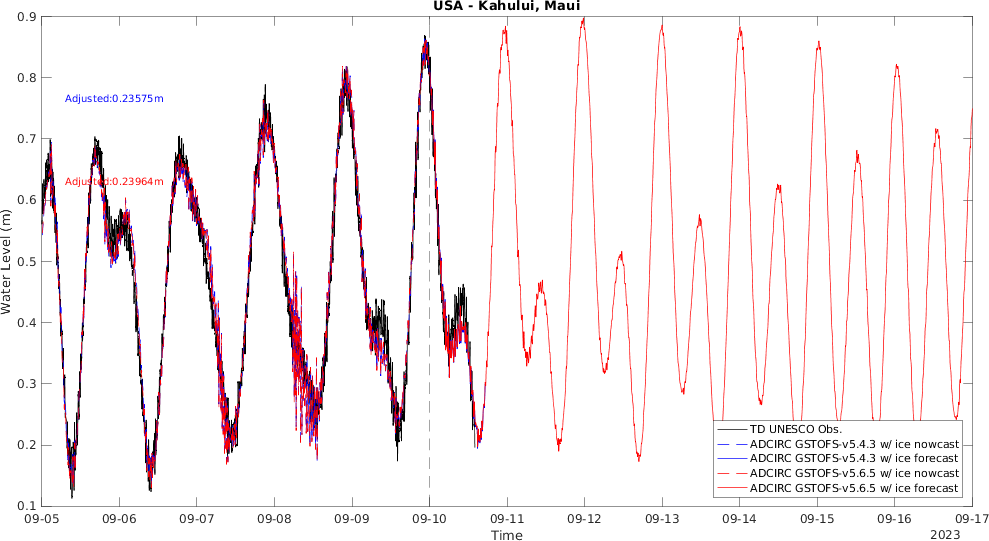 USA - Kahului, Maui
0.9
0.8
0.7
0.6
0.5
0.4
0.3
0.2
0.1
Water Level (m)
Adjusted:0.23575m
Adjusted:0.23964m
TD UNESCO Obs.
ADCIRC GSTOFS-v5.4.3 w/ ice nowcast
ADCIRC GSTOFS-v5.4.3 w/ ice forecast
ADCIRC GSTOFS-v5.6.5 w/ ice nowcast
ADCIRC GSTOFS-v5.6.5 w/ ice forecast
09-05 09-06 09-07 09-08 09-09 09-10 09-11 09-12 09-13 09-14 09-15 09-16 09-17
Time
2023